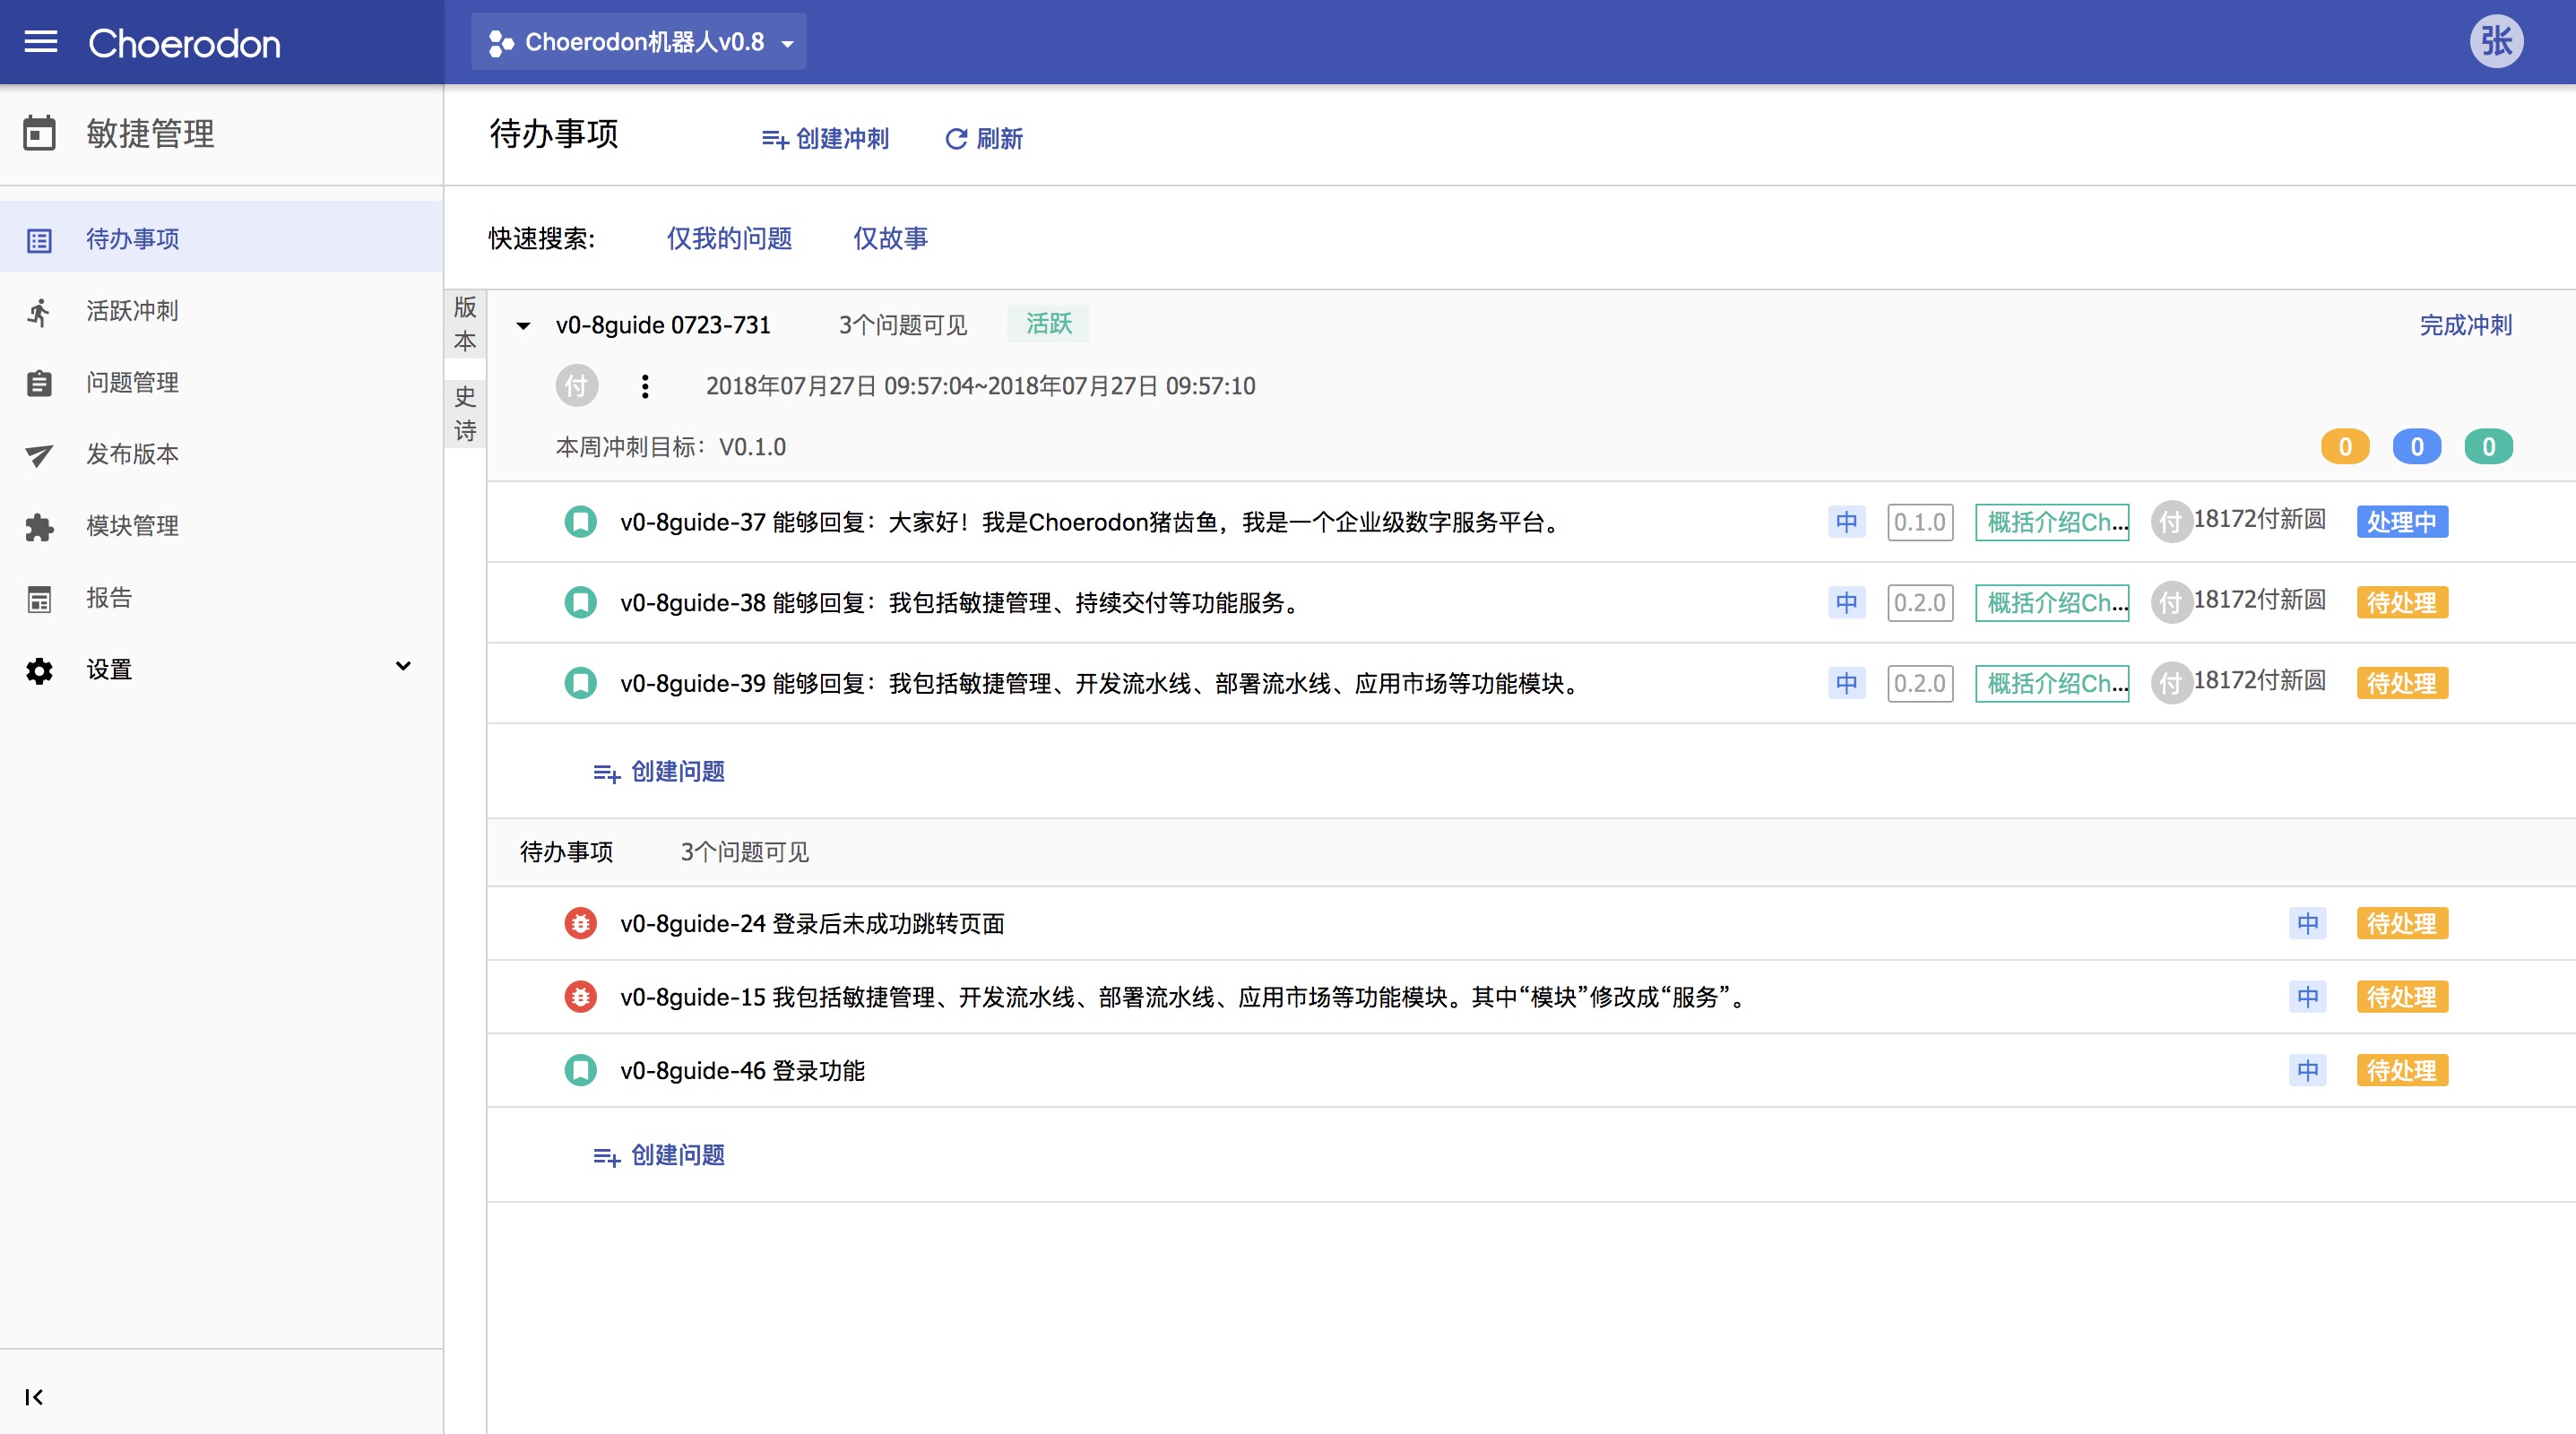 Choerodon
Choerodon机器人v0.8
张
敏捷管理
待办事项
创建冲刺
刷新
待办事项
活跃冲刺
问题管理
发布版本
模块管理
报告
设置
快速搜索:
仅我的问题
仅故事
版本
史诗
v0-8guide 0723-731
3个问题可见
活跃
完成冲刺
付
2018年07月27日 09:57:04~2018年07月27日 09:57:10
本周冲刺目标：V0.1.0
0
0
0
v0-8guide-37 能够回复：大家好！我是Choerodon猪齿鱼，我是一个企业级数字服务平台。
中
0.1.0
概括介绍Ch...
付
18172付新圆
处理中
v0-8guide-38 能够回复：我包括敏捷管理、持续交付等功能服务。
中
0.2.0
概括介绍Ch...
付
18172付新圆
待处理
v0-8guide-39 能够回复：我包括敏捷管理、开发流水线、部署流水线、应用市场等功能模块。
中
0.2.0
概括介绍Ch...
付
18172付新圆
待处理
创建问题
待办事项
3个问题可见
v0-8guide-24 登录后未成功跳转页面
中
待处理
v0-8guide-15 我包括敏捷管理、开发流水线、部署流水线、应用市场等功能模块。其中“模块”修改成“服务”。
中
待处理
v0-8guide-46 登录功能
中
待处理
创建问题